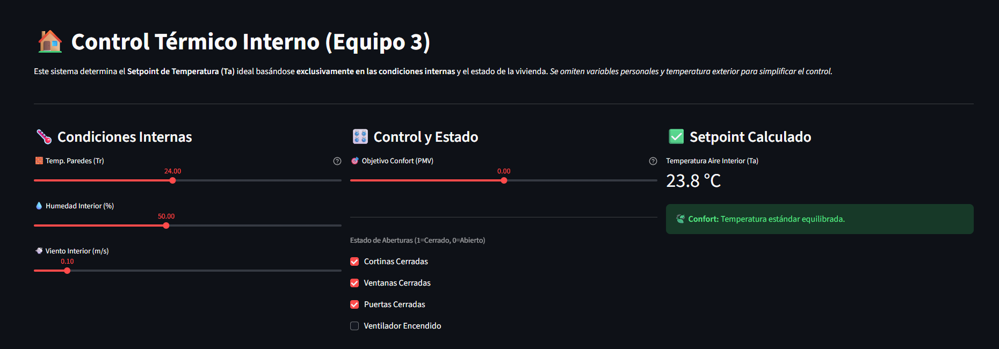 Control Térmico Interno (Equipo 3)
Este sistema determina el Setpoint de Temperatura (Ta) ideal basándose exclusivamente en las condiciones internas y el estado de la vivienda. Se omiten variables personales y temperatura exterior para simplificar el control.
Condiciones Internas
Temp. Paredes (Tr)
24.00
Humedad Interior (%)
50.00
Viento Interior (m/s)
0.10
Control y Estado
Objetivo Confort (PMV)
0.00
Estado de Aberturas (1=Cerrado, 0=Abierto)
Cortinas Cerradas
Ventanas Cerradas
Puertas Cerradas
Ventilador Encendido
Setpoint Calculado
Temperatura Aire Interior (Ta)
23.8 °C
Confort: Temperatura estándar equilibrada.